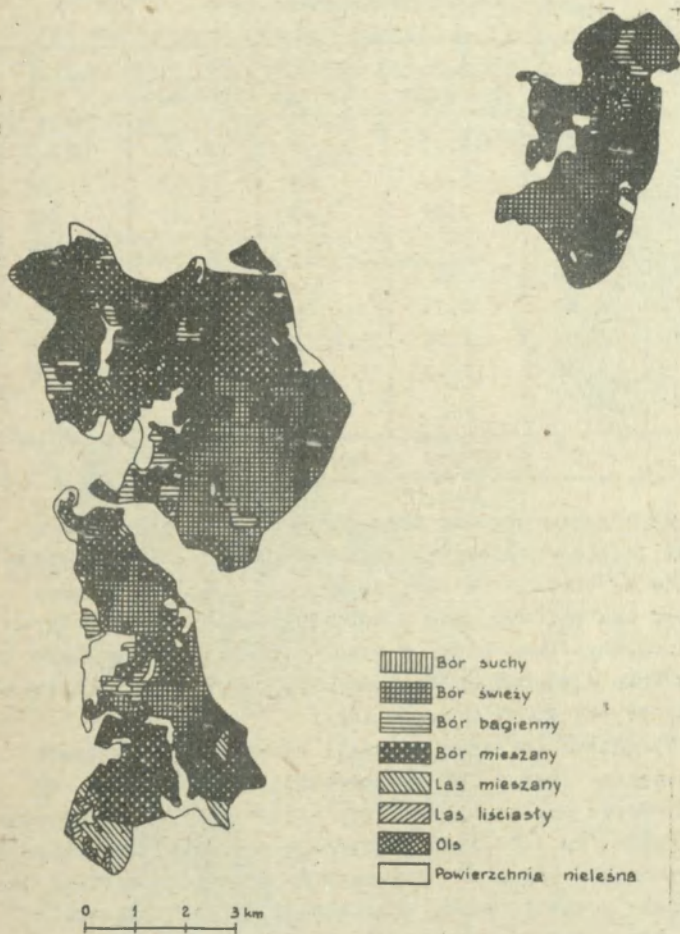 Bór suchy
Bór świeży
Bór bagienny
Bór mieszany
Las mieszany
Las liściasty
Ols
Powierzchnia nieleśna
0 1 2 3 km